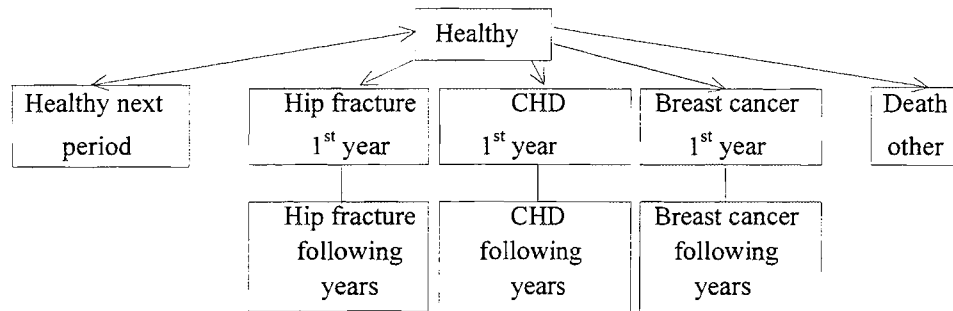 Healthy
Healthy next
period
Hip fracture
1st year
CHD
1st year
Breast cancer
1st year
Death
other
Hip fracture
following
years
CHD
following
years
Breast cancer
following
years